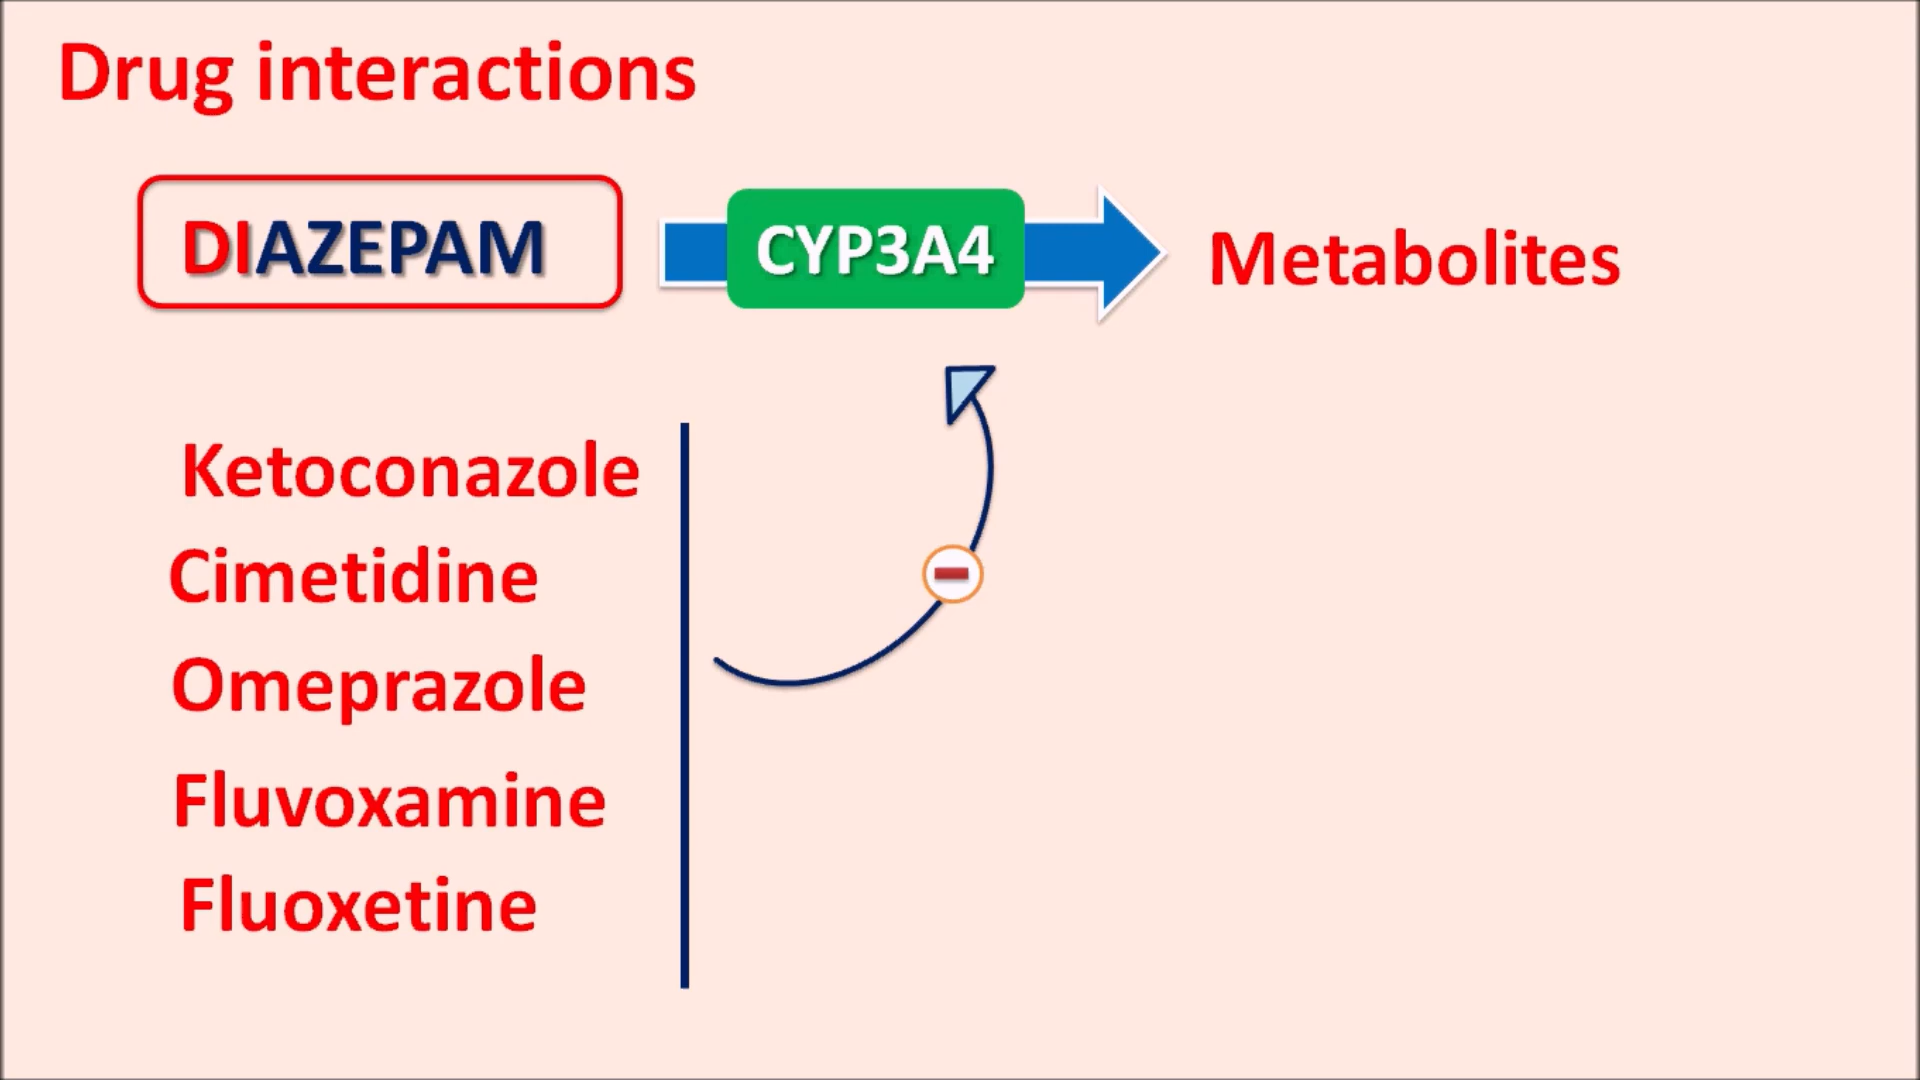 Drug interactions
DIAZEPAM CYP3A4 Metabolites
Ketoconazole
Cimetidine
Omeprazole
Fluvoxamine
Fluoxetine